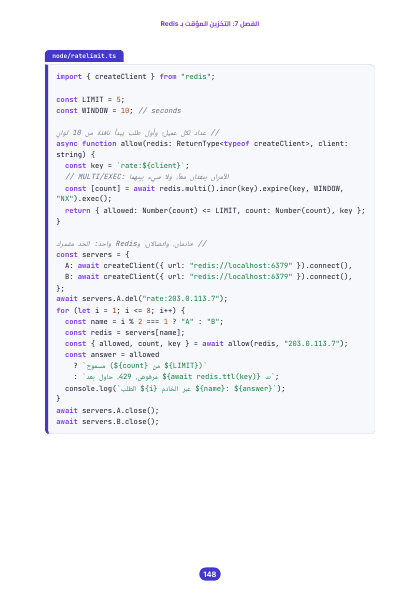 الفصل 7: التخزين المؤقت بـ Redis
node/ratelimit.ts
import { createClient } from "redis";
const LIMIT = 5;
const WINDOW = 10; // seconds
// عداد لكل عميل، وأول طلب يبدأ نافذة من 10 ثوانٍ
async function allow(redis: ReturnType<typeof createClient>, client:
string) {
const key = `rate:${client}`;
// MULTI/EXEC: الأمران ينفذان معاً، ولا شيء بينهما
const [count] = await redis.multi().incr(key).expire(key, WINDOW,
"NX").exec();
return { allowed: Number(count) <= LIMIT, count: Number(count), key };
}
// خادمان، واتصالان، وRedis واحد: الحد مشترك
const servers = {
A: await createClient({ url: "redis://localhost:6379" }).connect(),
B: await createClient({ url: "redis://localhost:6379" }).connect(),
};
await servers.A.del("rate:203.0.113.7");
for (let i = 1; i <= 8; i++) {
const name = i % 2 === 1 ? "A" : "B";
const redis = servers[name];
const { allowed, count, key } = await allow(redis, "203.0.113.7");
const answer = allowed
? `مسموح (${count} من ${LIMIT})`
: `مرفوض، 429، حاول بعد ${await redis.ttl(key)} ث`;
console.log(`الطلب ${i} عبر الخادم ${name}: ${answer}`);
}
await servers.A.close();
await servers.B.close();
148